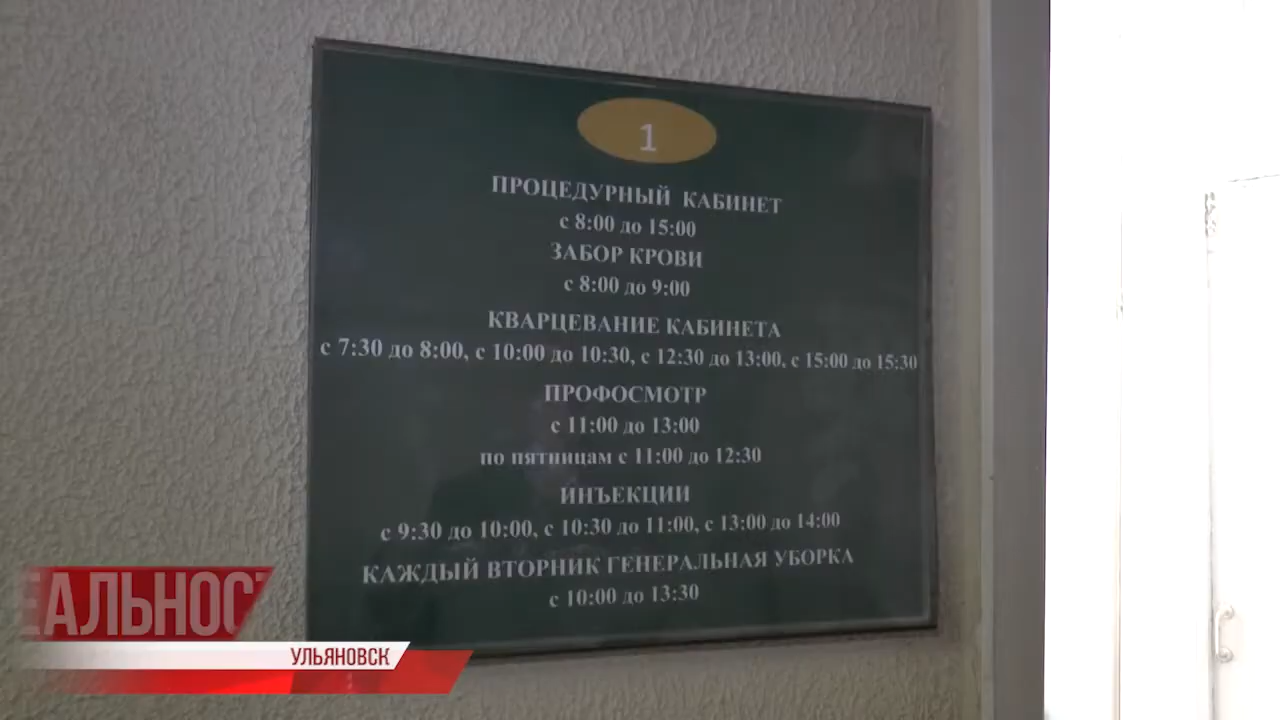 1
ПРОЦЕДУРНЫЙ КАБИНЕТ
с 8:00 до 15:00
ЗАБОР КРОВИ
с 8:00 до 9:00
КВАРЦЕВАНИЕ КАБИНЕТА
с 7:30 до 8:00, с 10:00 до 10:30, с 12:30 до 13:00, с 15:00 до 15:30
ПРОФОСМОТР
с 11:00 до 13:00
по пятницам с 11:00 до 12:30
ИНЪЕКЦИИ
с 9:30 до 10:00, с 10:30 до 11:00, с 13:00 до 14:00
КАЖДЫЙ ВТОРНИК ГЕНЕРАЛЬНАЯ УБОРКА
с 10:00 до 13:30
ЕАЛЬНОС
УЛЬЯНОВСК